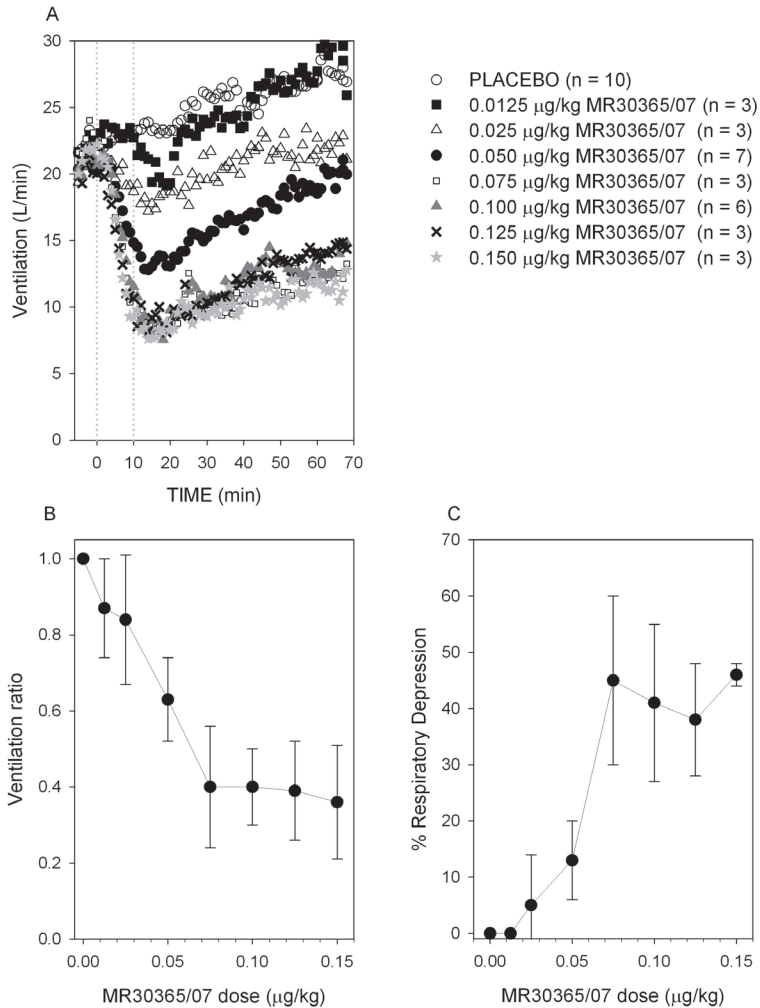 A
30
25
20
15
10
5
0
Ventilation (L/min)
0 10 20 30 40 50 60 70
TIME (min)
PLACEBO (n = 10)
0.0125 μg/kg MR30365/07 (n = 3)
0.025 μg/kg MR30365/07 (n = 3)
0.050 μg/kg MR30365/07 (n = 7)
0.075 μg/kg MR30365/07 (n = 3)
0.100 μg/kg MR30365/07 (n = 6)
0.125 μg/kg MR30365/07 (n = 3)
0.150 μg/kg MR30365/07 (n = 3)
B
1.0
0.8
0.6
0.4
0.2
0.0
Ventilation ratio
0.00 0.05 0.10 0.15
MR30365/07 dose (μg/kg)
C
70
60
50
40
30
20
10
0
% Respiratory Depression
0.00 0.05 0.10 0.15
MR30365/07 dose (μg/kg)